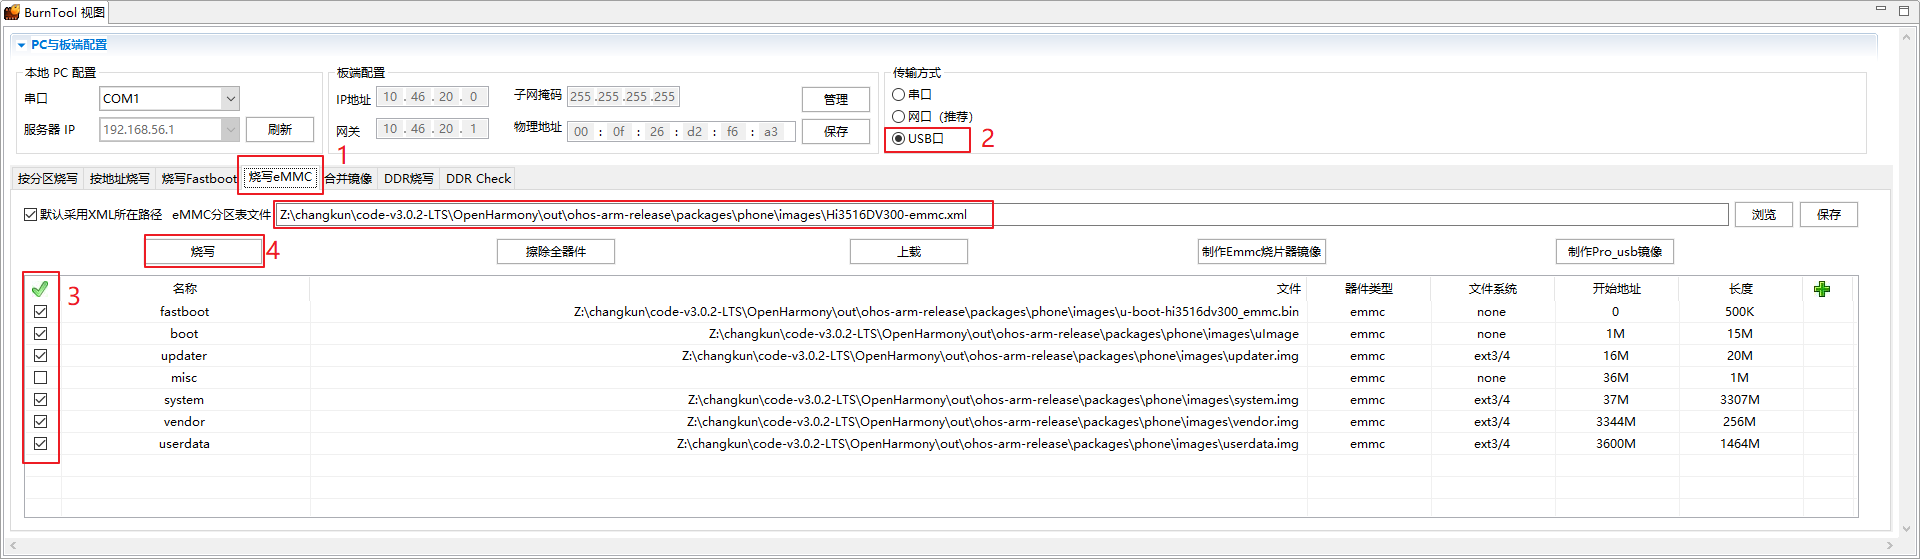 BurnTool 视图
PC与板端配置
本地 PC 配置
串口 COM1
服务器 IP 192.168.56.1 刷新
板端配置
IP地址 10 . 46 . 20 . 0 子网掩码 255 .255 .255 .255 管理
网关 10 . 46 . 20 . 1 物理地址 00 : 0f : 26 : d2 : f6 : a3 保存
传输方式
串口
网口（推荐）
USB口 2
1
按分区烧写 按地址烧写 烧写Fastboot 烧写eMMC 合并镜像 DDR烧写 DDR Check
默认采用XML所在路径 eMMC分区表文件 Z:\changkun\code-v3.0.2-LTS\OpenHarmony\out\ohos-arm-release\packages\phone\images\Hi3516DV300-emmc.xml 浏览 保存
烧写 4 擦除全器件 上载 制作Emmc烧片器镜像 制作Pro_usb镜像
3 名称 文件 器件类型 文件系统 开始地址 长度
fastboot Z:\changkun\code-v3.0.2-LTS\OpenHarmony\out\ohos-arm-release\packages\phone\images\u-boot-hi3516dv300_emmc.bin emmc none 0 500K
boot Z:\changkun\code-v3.0.2-LTS\OpenHarmony\out\ohos-arm-release\packages\phone\images\uImage emmc none 1M 15M
updater Z:\changkun\code-v3.0.2-LTS\OpenHarmony\out\ohos-arm-release\packages\phone\images\updater.img emmc ext3/4 16M 20M
misc emmc none 36M 1M
system Z:\changkun\code-v3.0.2-LTS\OpenHarmony\out\ohos-arm-release\packages\phone\images\system.img emmc ext3/4 37M 3307M
vendor Z:\changkun\code-v3.0.2-LTS\OpenHarmony\out\ohos-arm-release\packages\phone\images\vendor.img emmc ext3/4 3344M 256M
userdata Z:\changkun\code-v3.0.2-LTS\OpenHarmony\out\ohos-arm-release\packages\phone\images\userdata.img emmc ext3/4 3600M 1464M